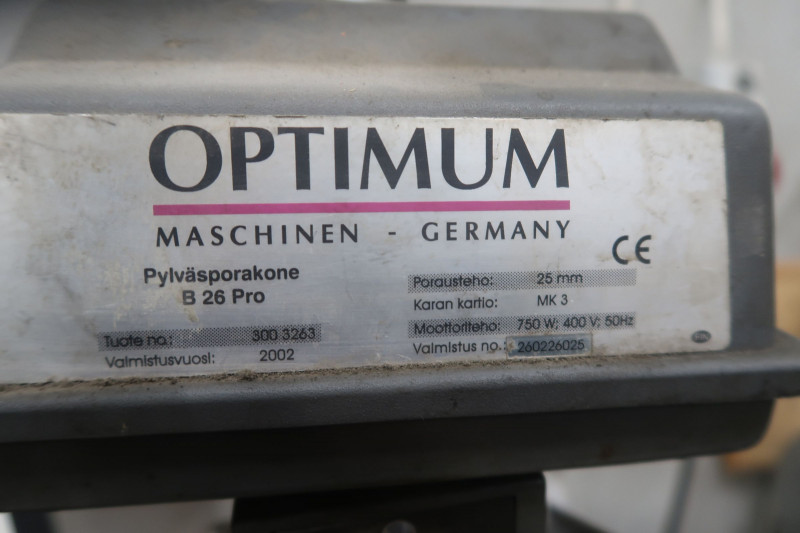 OPTIMUM
MASCHINEN - GERMANY
CE
Pylväsporakone
B 26 Pro
Tuote no.: 300 3263
Valmistusvuosi: 2002
Porausteho: 25 mm
Karan kartio: MK 3
Moottoriteho: 750 W; 400 V; 50Hz
Valmistus no.: 260226025